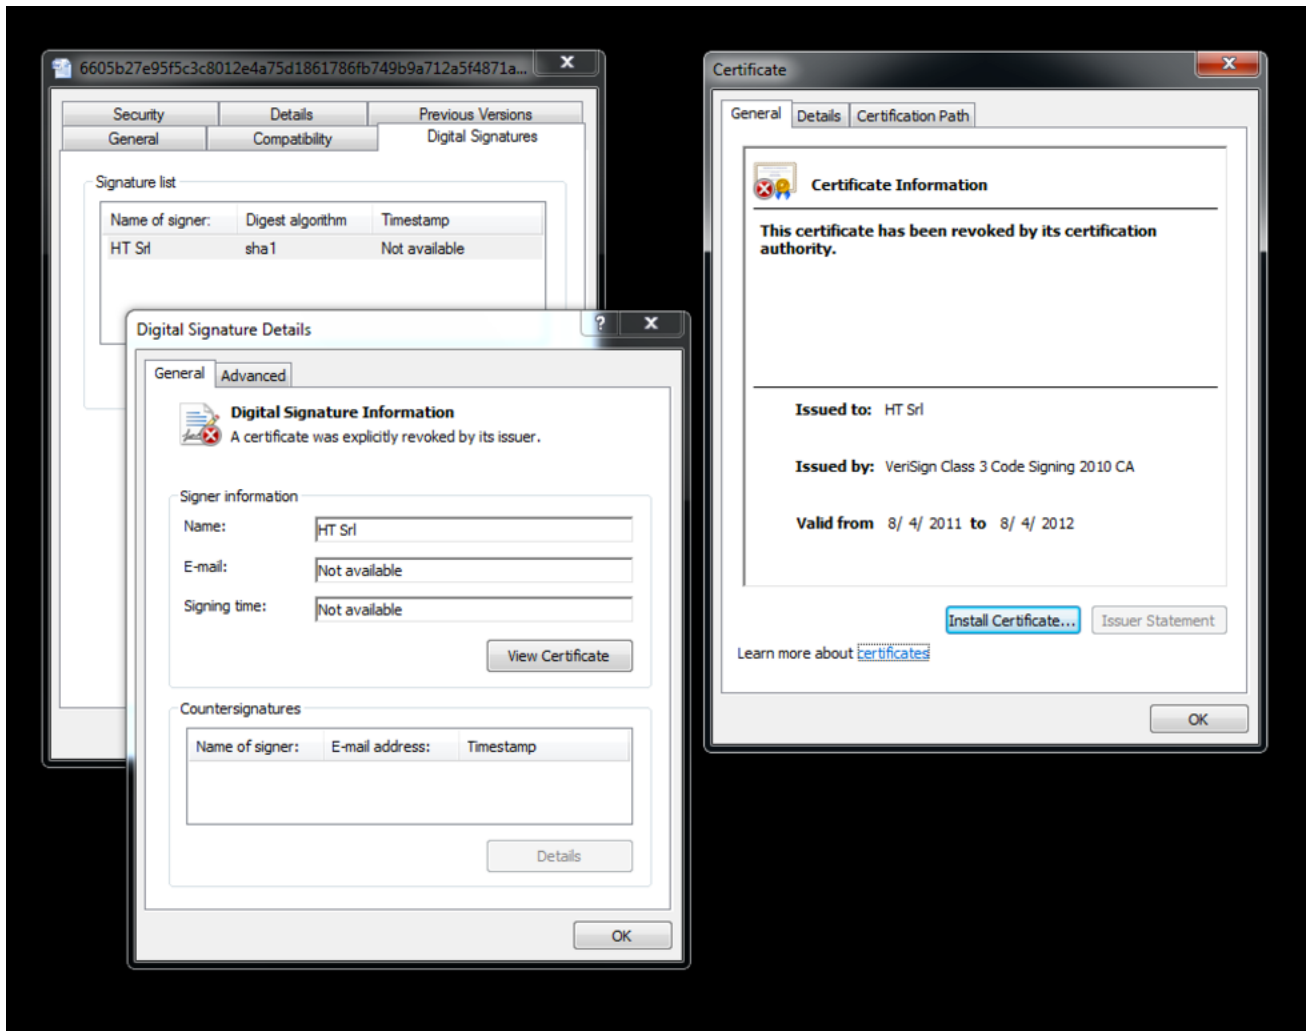 6605b27e95f5c3c8012e4a75d1861786fb749b9a712a5f4871a...
Security Details Previous Versions
General Compatibility Digital Signatures
Signature list
Name of signer: Digest algorithm Timestamp
HT Srl sha1 Not available
Digital Signature Details
General Advanced
Digital Signature Information
A certificate was explicitly revoked by its issuer.
Signer information
Name: HT Srl
E-mail: Not available
Signing time: Not available
View Certificate
Countersignatures
Name of signer: E-mail address: Timestamp
Details
OK
Certificate
General Details Certification Path
Certificate Information
This certificate has been revoked by its certification
authority.
Issued to: HT Srl
Issued by: VeriSign Class 3 Code Signing 2010 CA
Valid from 8/ 4/ 2011 to 8/ 4/ 2012
Install Certificate... Issuer Statement
Learn more about certificates
OK